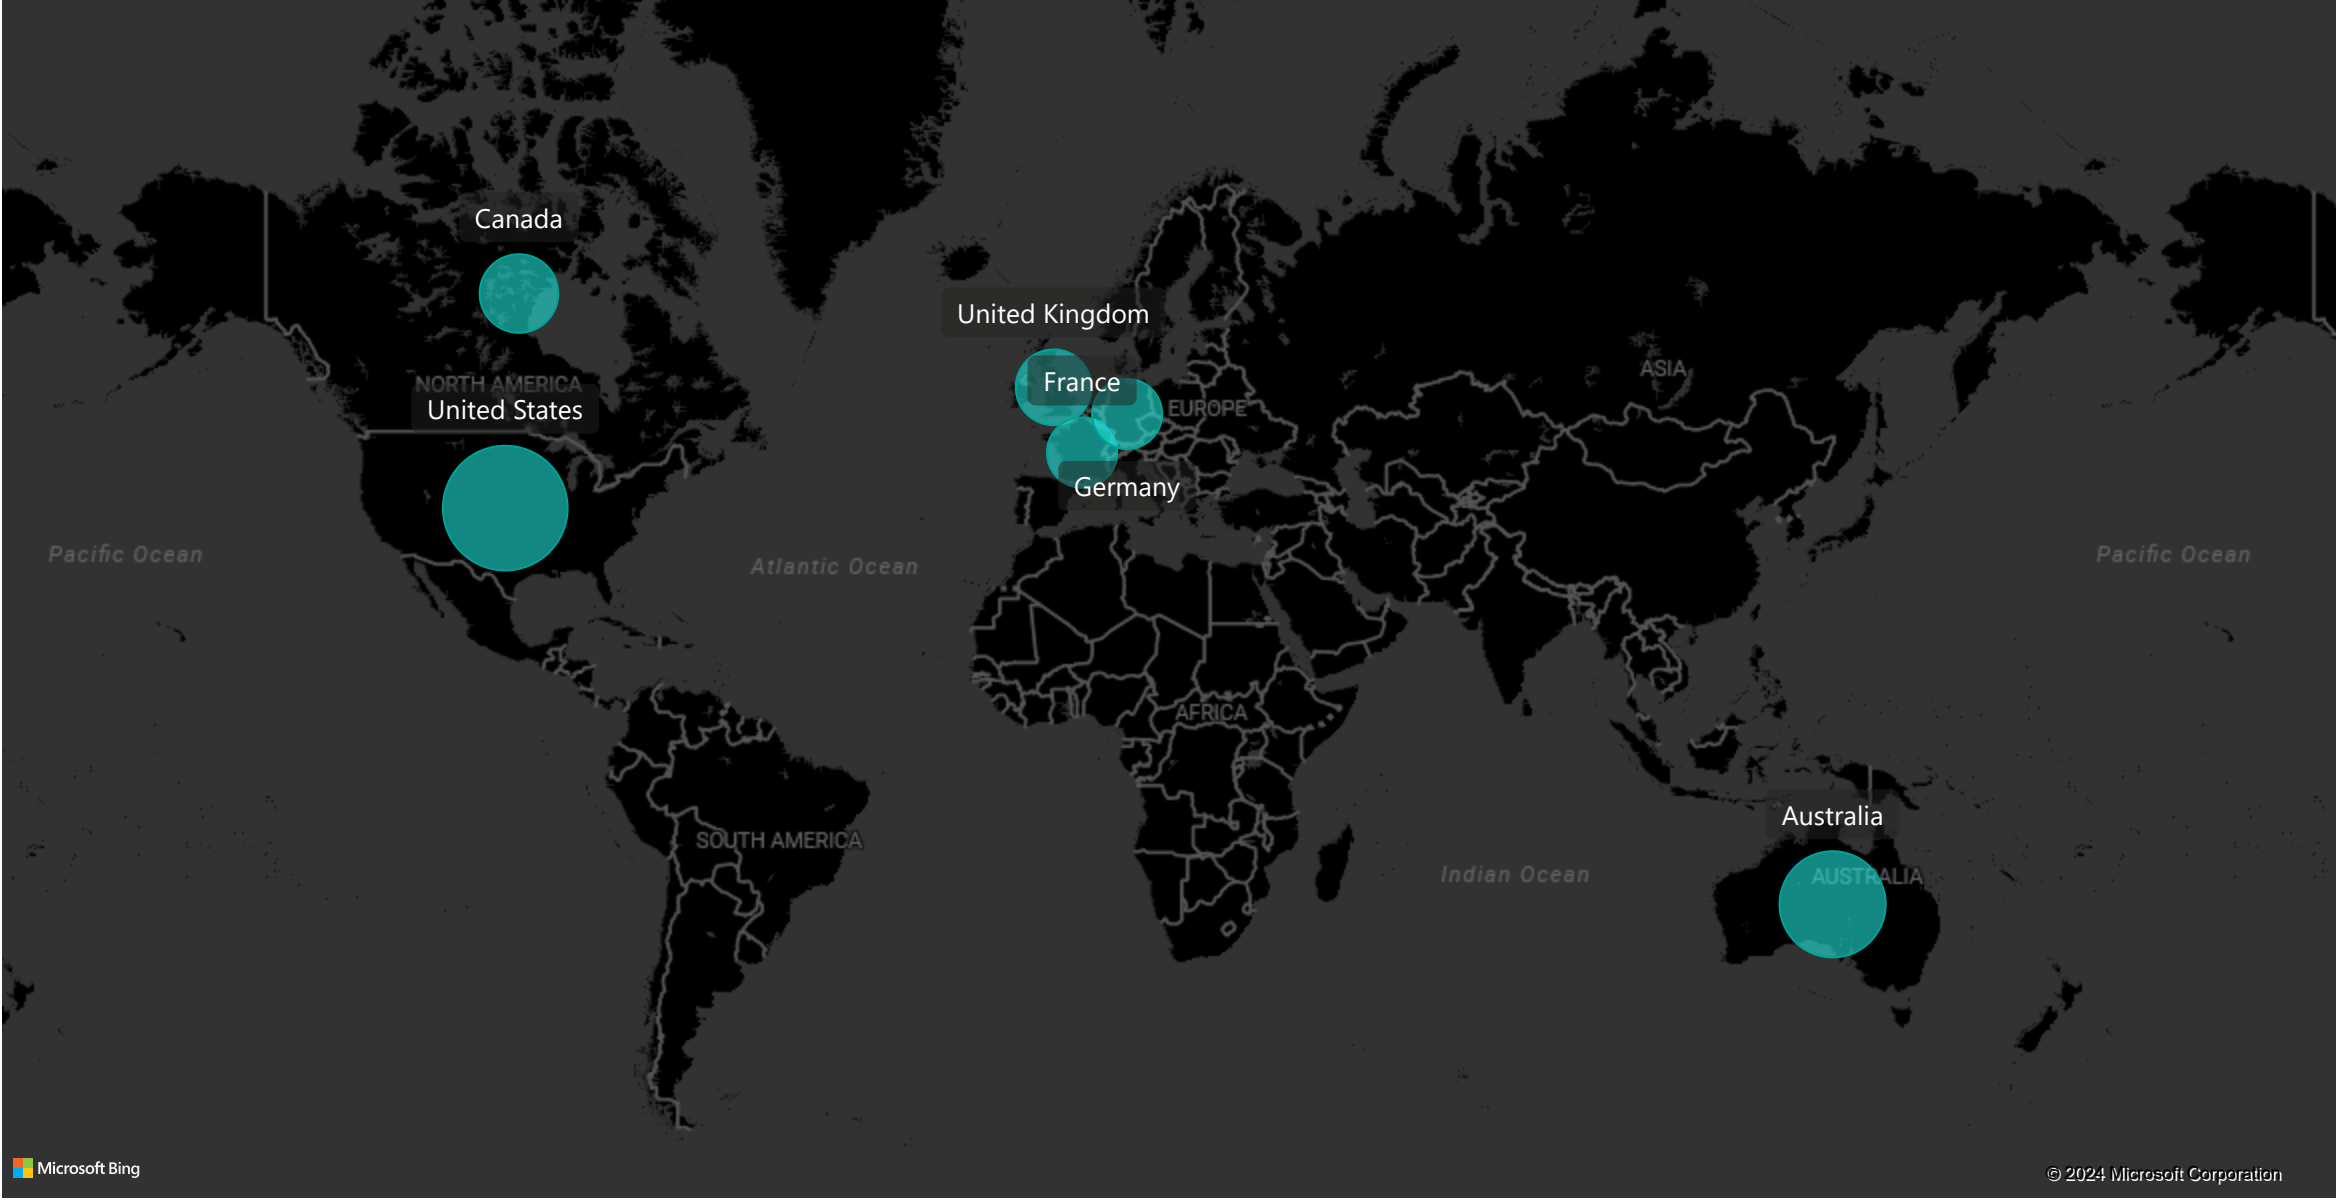 Canada
United Kingdom
ASIA
NORTH AMERICA
France
United States
EUROPE
Germany
Pacific Ocean
Atlantic Ocean
Pacific Ocean
AFRICA
Australia
SOUTH AMERICA
Indian Ocean
AUSTRALIA
Microsoft Bing
© 2024 Microsoft Corporation